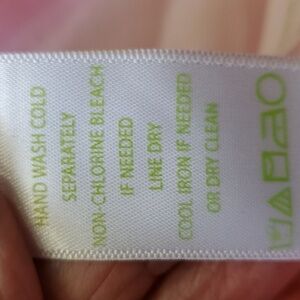 HAND WASH COLD
SEPARATELY
NON-CHLORINE BLEACH
IF NEEDED
LINE DRY
COOL IRON IF NEEDED
OR DRY CLEAN